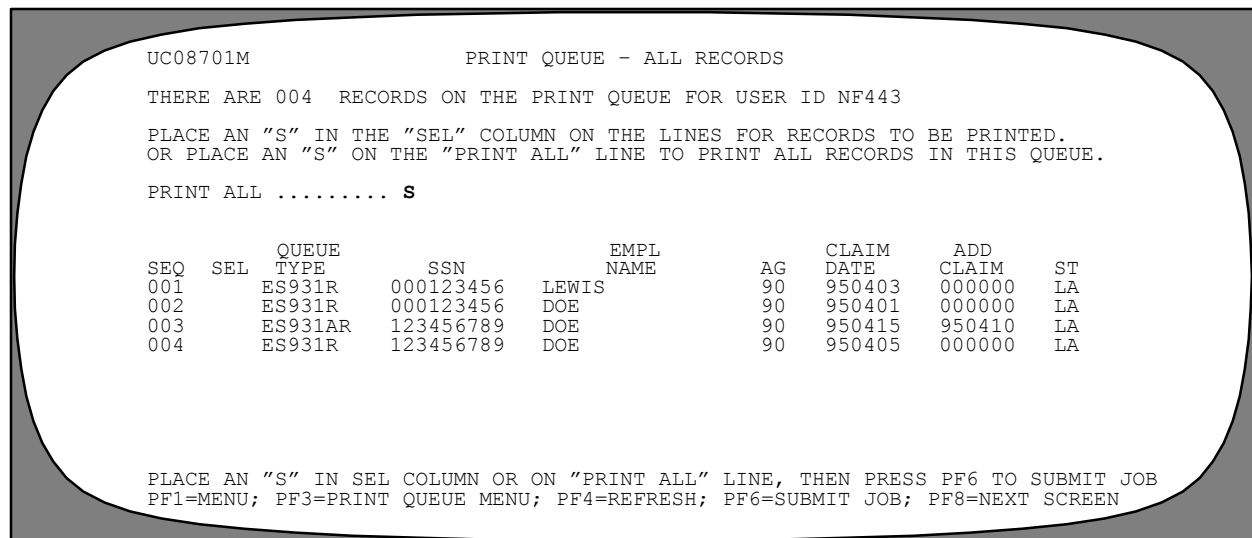 UC08701M PRINT QUEUE – ALL RECORDS
THERE ARE 004 RECORDS ON THE PRINT QUEUE FOR USER ID NF443
PLACE AN ″S″ IN THE ″SEL″ COLUMN ON THE LINES FOR RECORDS TO BE PRINTED.
OR PLACE AN ″S″ ON THE ″PRINT ALL″ LINE TO PRINT ALL RECORDS IN THIS QUEUE.
PRINT ALL ......... S
QUEUE EMPL CLAIM ADD
SEQ SEL TYPE SSN NAME AG DATE CLAIM ST
001 ES931R 000123456 LEWIS 90 950403 000000 LA
002 ES931R 000123456 DOE 90 950401 000000 LA
003 ES931AR 123456789 DOE 90 950415 950410 LA
004 ES931R 123456789 DOE 90 950405 000000 LA
PLACE AN ″S″ IN SEL COLUMN OR ON ″PRINT ALL″ LINE, THEN PRESS PF6 TO SUBMIT JOB
PF1=MENU; PF3=PRINT QUEUE MENU; PF4=REFRESH; PF6=SUBMIT JOB; PF8=NEXT SCREEN